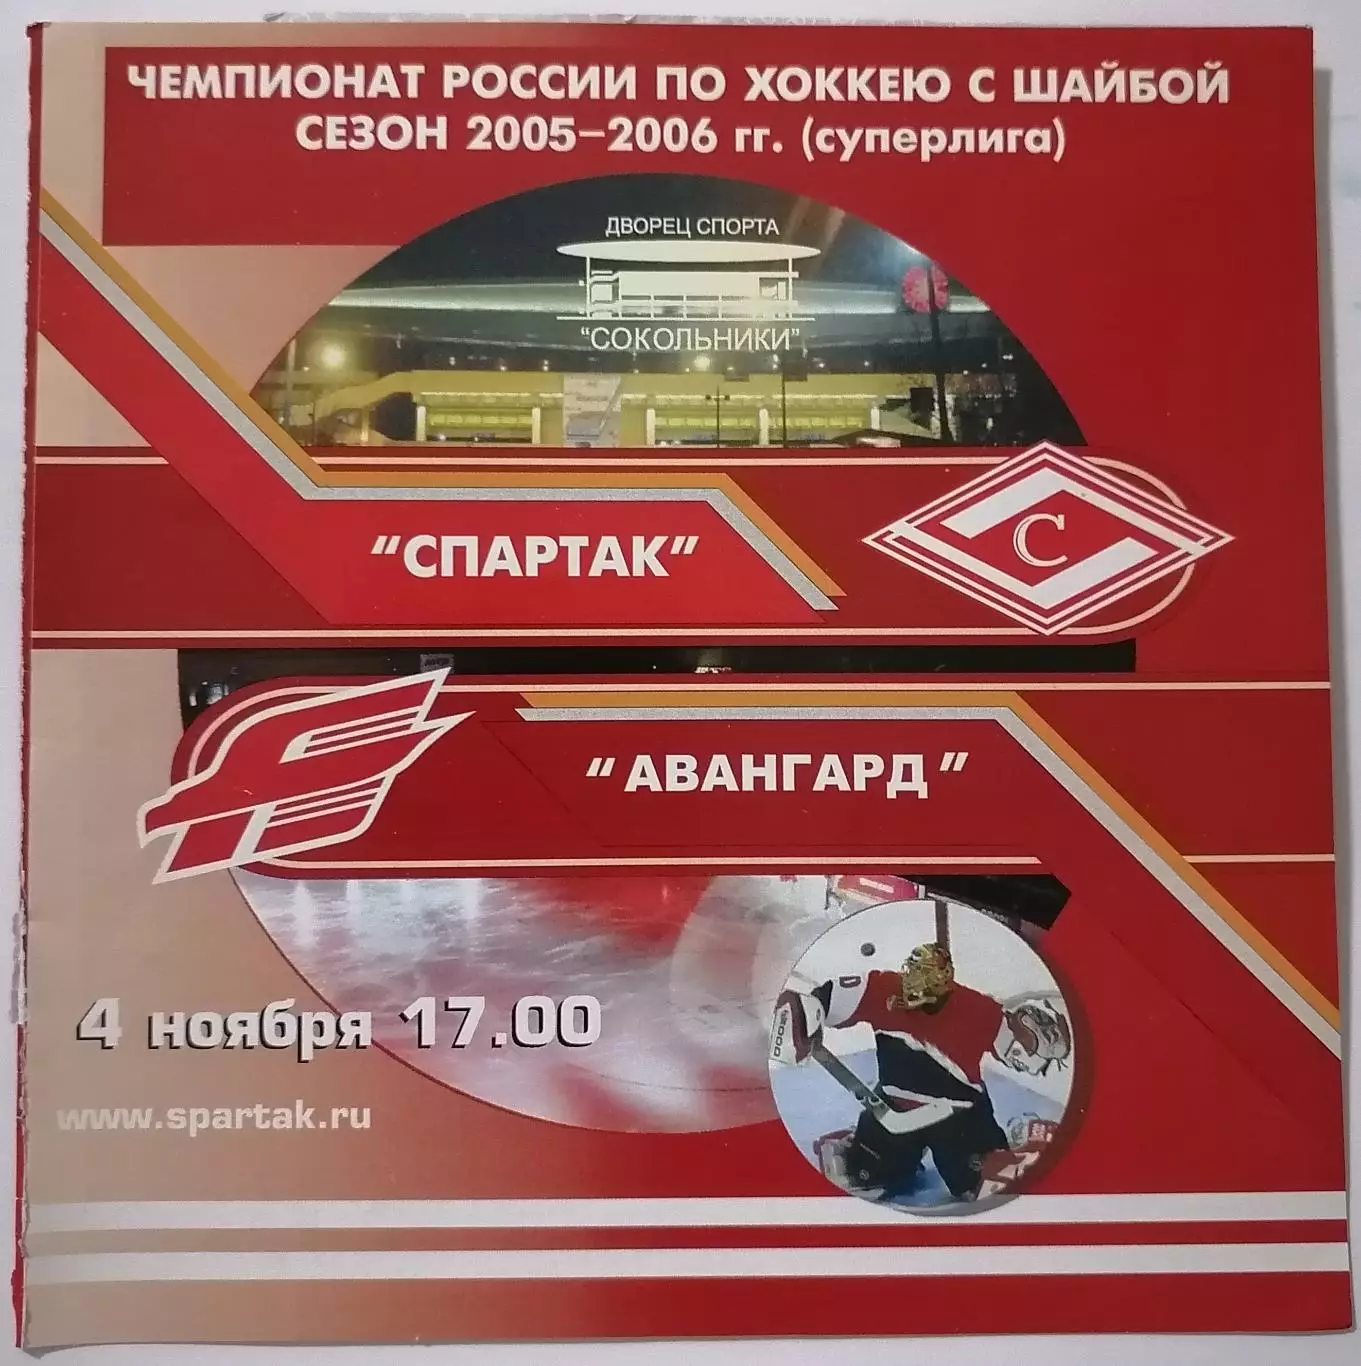 ЧЕМПИОНАТ РОССИИ ПО ХОККЕЮ С ШАЙБОЙ
СЕЗОН 2005-2006 гг. (суперлига)
ДВОРЕЦ СПОРТА
"СОКОЛЬНИКИ"
"СПАРТАК"
С
"АВАНГАРД"
4 ноября 17.00
www.spartak.ru